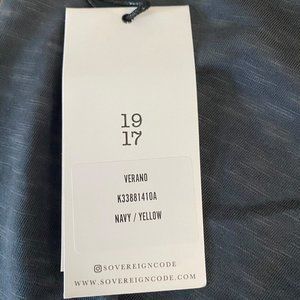 19
17
VERANO
K33881410A
NAVY / YELLOW
SOVEREIGNCODE
WWW.SOVEREIGNCODE.COM